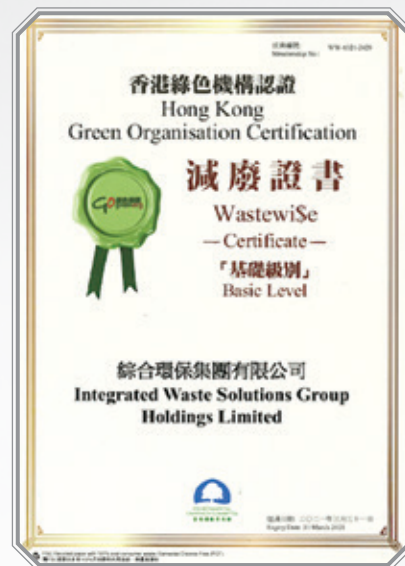 香港綠色機構認證
Hong Kong
Green Organisation Certification
減廢證書
Wastewi$e
—Certificate—
「基礎級別」
Basic Level
綜合環保集團有限公司
Integrated Waste Solutions Group
Holdings Limited